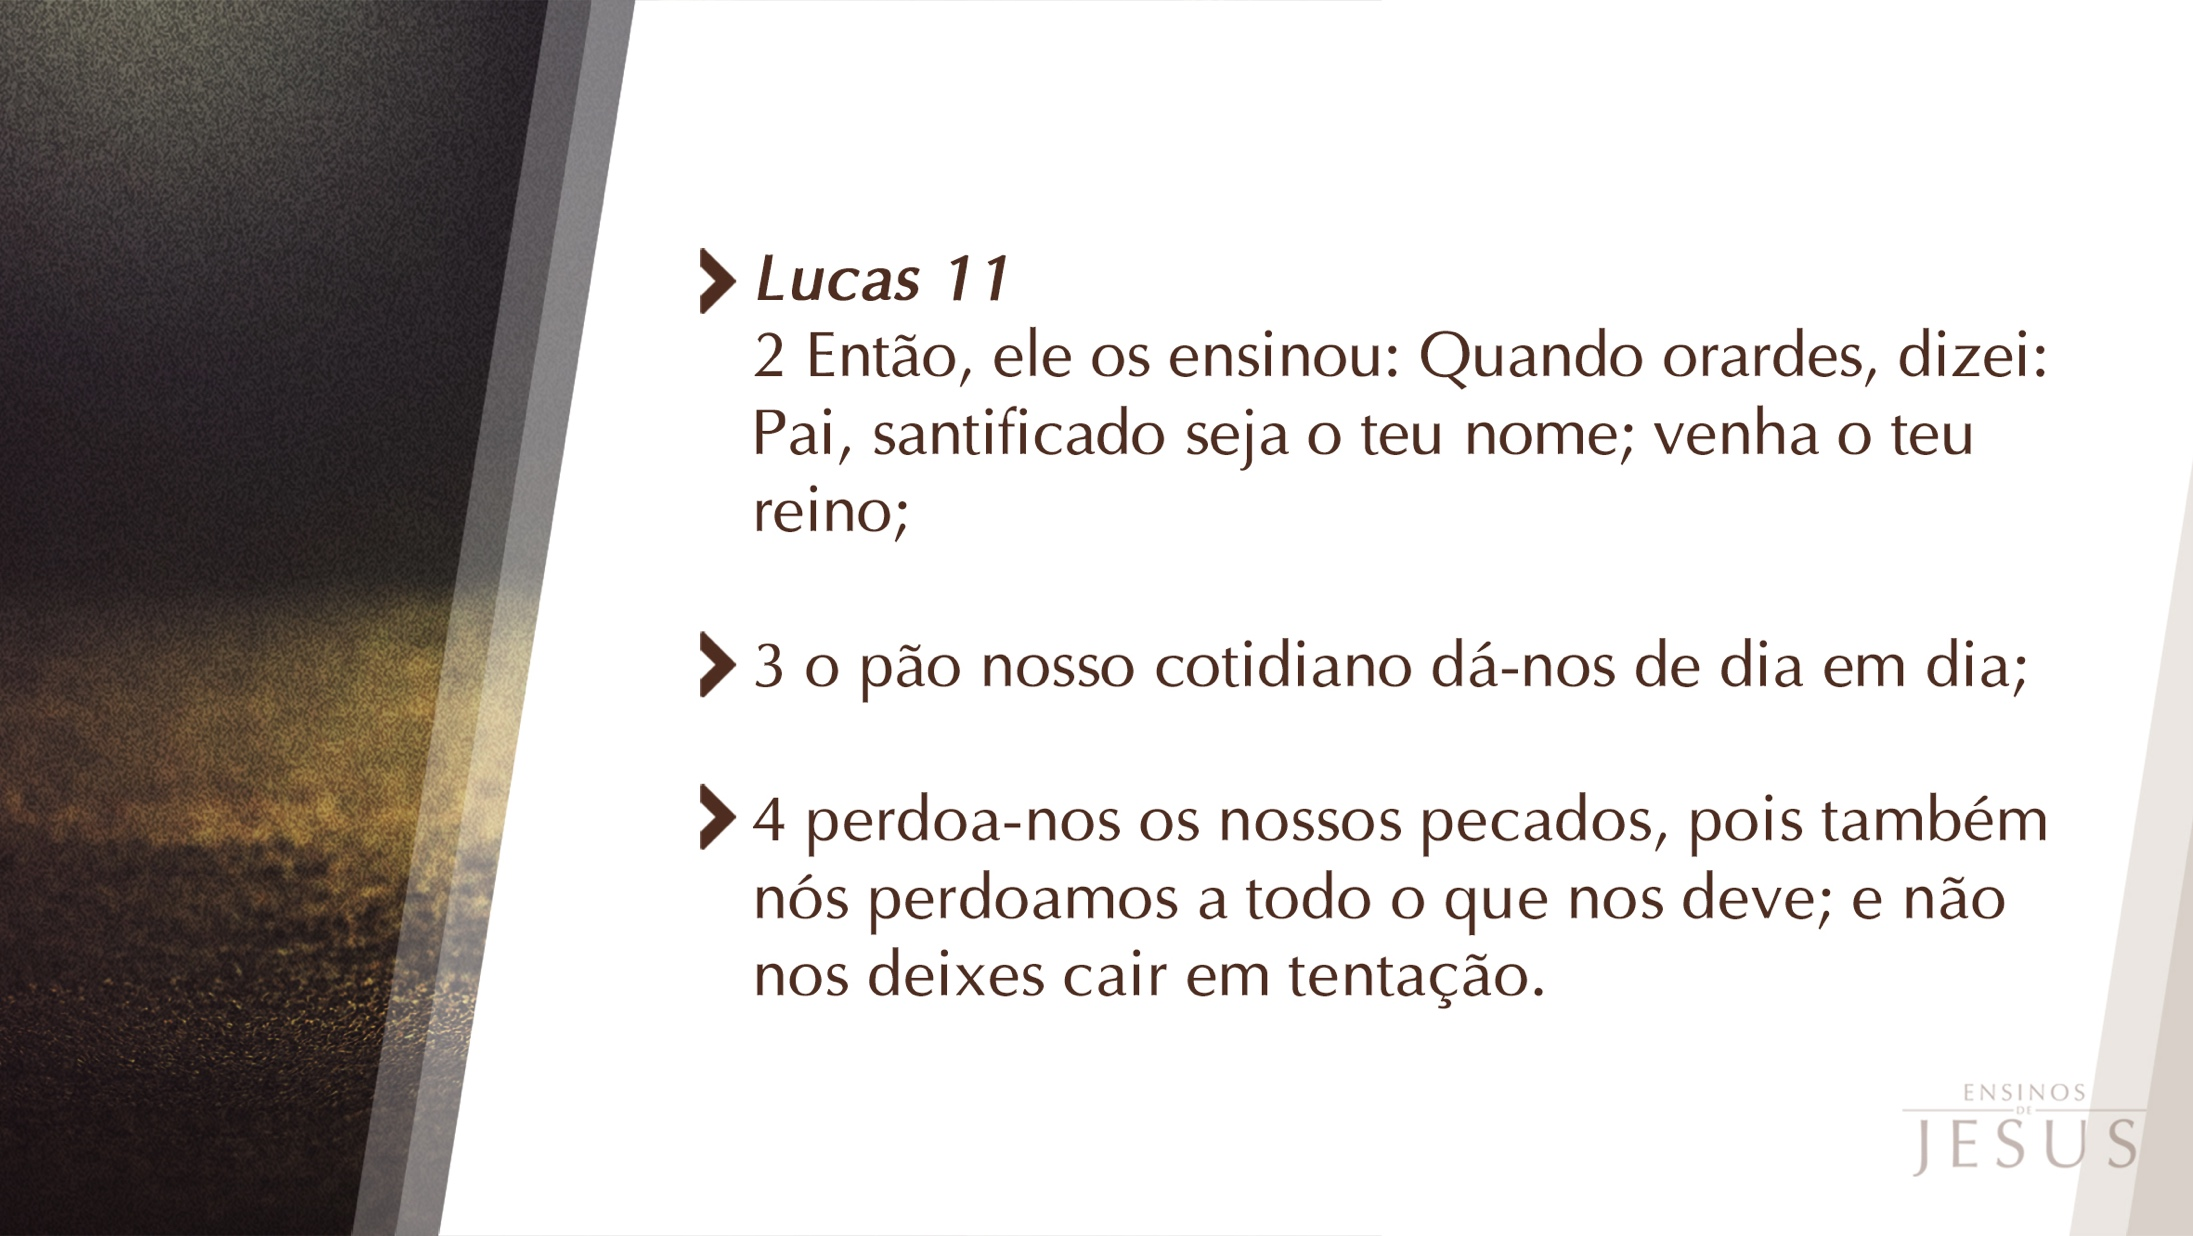 Lucas 11
2 Então, ele os ensinou: Quando orardes, dizei:
Pai, santificado seja o teu nome; venha o teu
reino;
3 o pão nosso cotidiano dá-nos de dia em dia;
4 perdoa-nos os nossos pecados, pois também
nós perdoamos a todo o que nos deve; e não
nos deixes cair em tentação.
ENSINOS
DE
JESUS